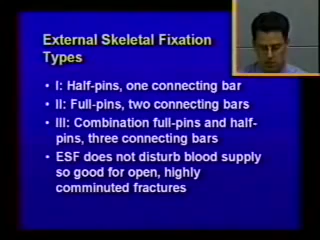 External Skeletal Fixation
Types
• I: Half-pins, one connecting bar
• II: Full-pins, two connecting bars
• III: Combination full-pins and half-
pins, three connecting bars
• ESF does not disturb blood supply
so good for open, highly
comminuted fractures